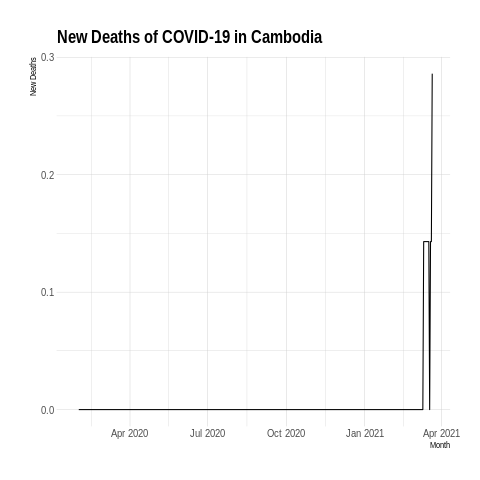 New Deaths of COVID-19 in Cambodia
New Deaths
0.3
0.2
0.1
0.0
Apr 2020 Jul 2020 Oct 2020 Jan 2021 Apr 2021
Month